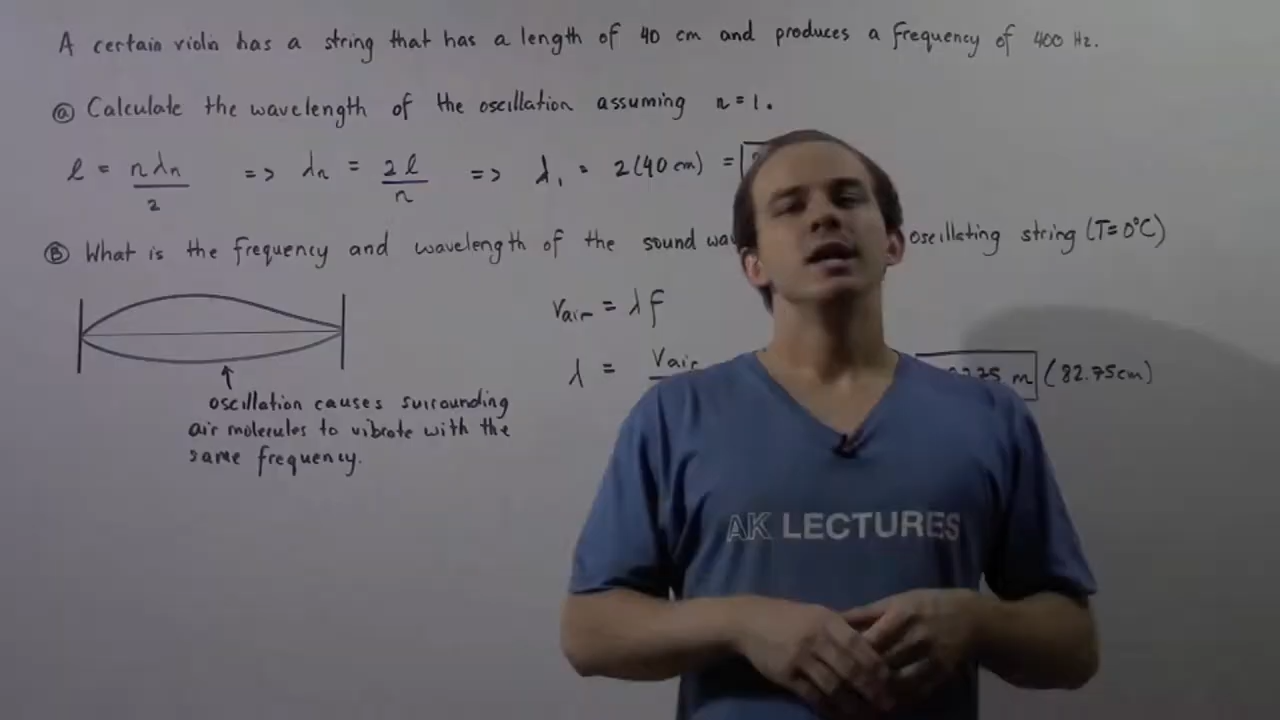 A certain violin has a string that has a length of 40 cm and produces a frequency of 400 Hz.
ⓐ Calculate the wavelength of the oscillation assuming n = 1.
l = nλn/2 => λn = 2l/n => λ1 = 2(40 cm) =
Ⓑ What is the frequency and wavelength of the sound oscillating string (T=0°C)
Vair = λf
λ = Vair m (82.75cm)
oscillation causes surrounding
air molecules to vibrate with the
same frequency.
AK LECTURES